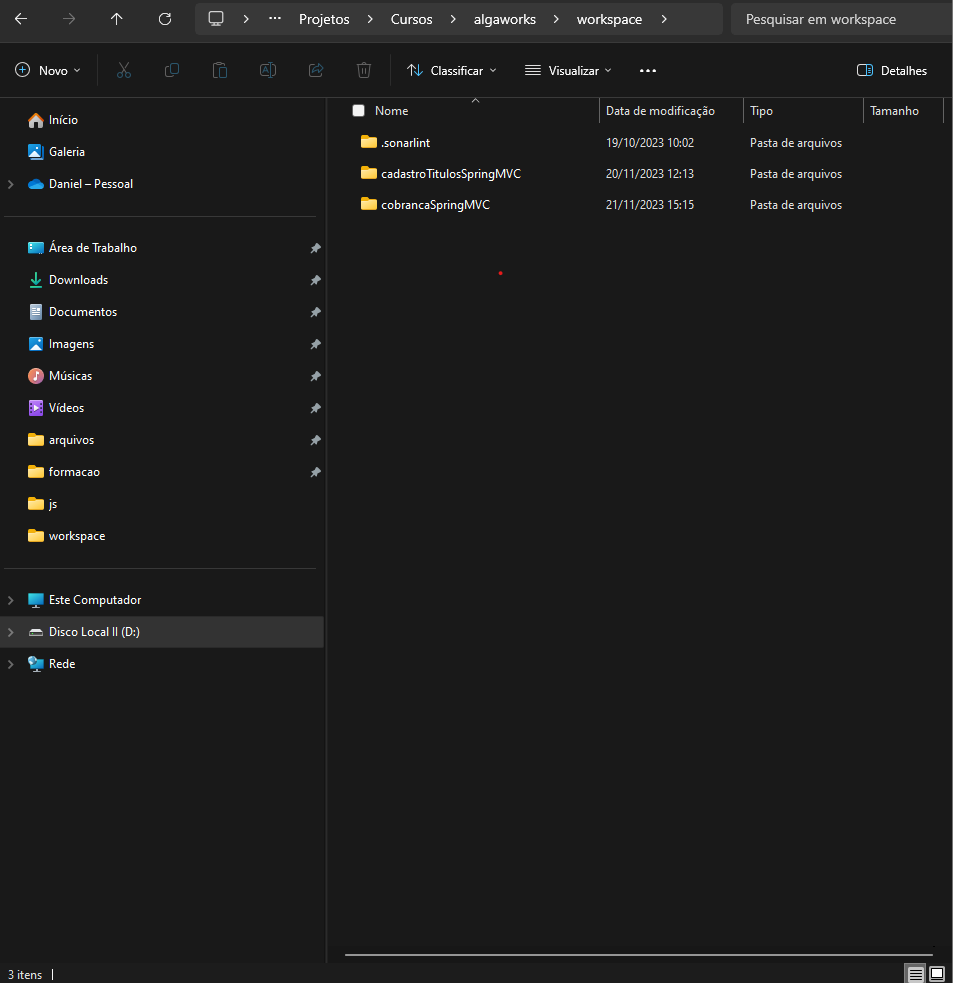 Projetos Cursos algaworks workspace Pesquisar em workspace
Novo Classificar Visualizar Detalhes
Início
Galeria
Daniel – Pessoal
Área de Trabalho
Downloads
Documentos
Imagens
Músicas
Vídeos
arquivos
formacao
js
workspace
Este Computador
Disco Local II (D:)
Rede
Nome Data de modificação Tipo Tamanho
.sonarlint 19/10/2023 10:02 Pasta de arquivos
cadastroTitulosSpringMVC 20/11/2023 12:13 Pasta de arquivos
cobrancaSpringMVC 21/11/2023 15:15 Pasta de arquivos
3 itens